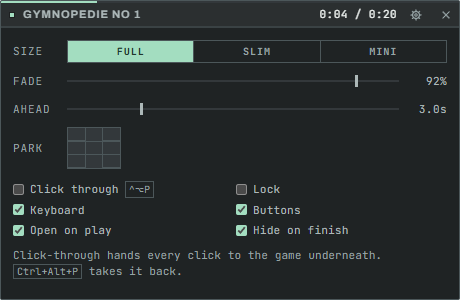 GYMNOPEDIE NO 1 0:04 / 0:20
SIZE FULL SLIM MINI
FADE 92%
AHEAD 3.0s
PARK
Click through ^⌥P Lock
Keyboard Buttons
Open on play Hide on finish
Click-through hands every click to the game underneath.
Ctrl+Alt+P takes it back.